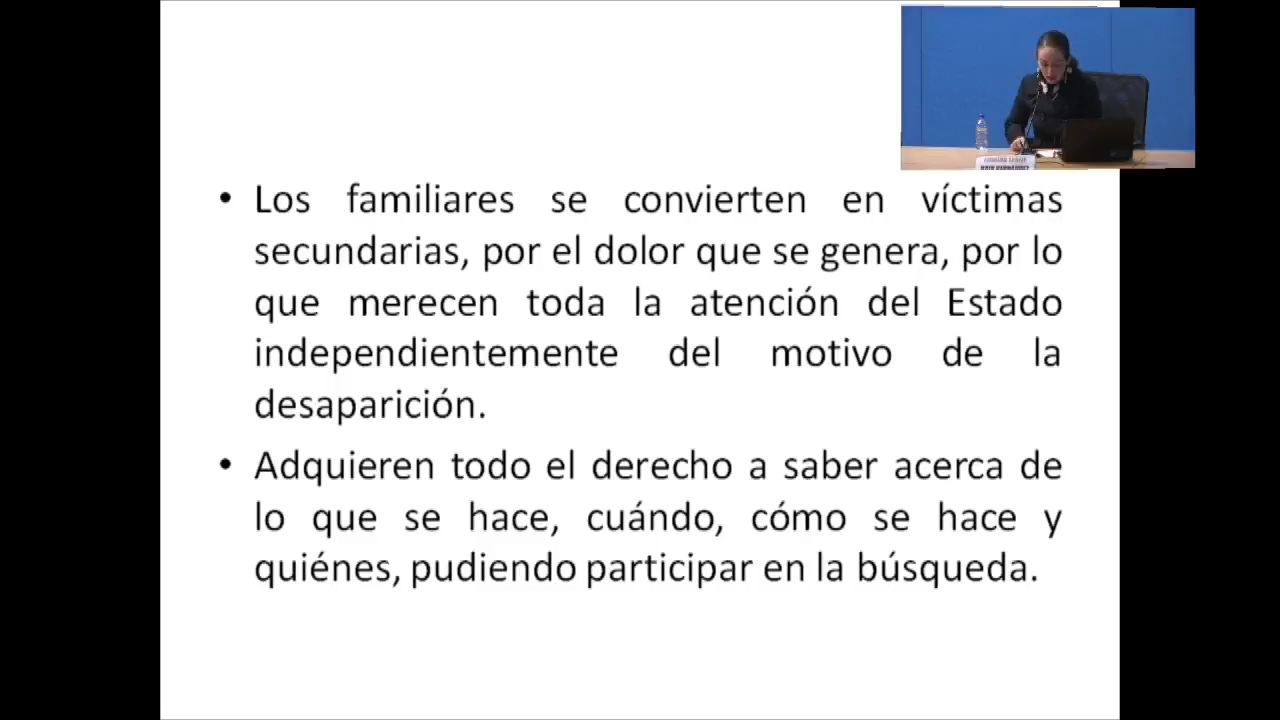 • Los familiares se convierten en víctimas
secundarias, por el dolor que se genera, por lo
que merecen toda la atención del Estado
independientemente del motivo de la
desaparición.
• Adquieren todo el derecho a saber acerca de
lo que se hace, cuándo, cómo se hace y
quiénes, pudiendo participar en la búsqueda.